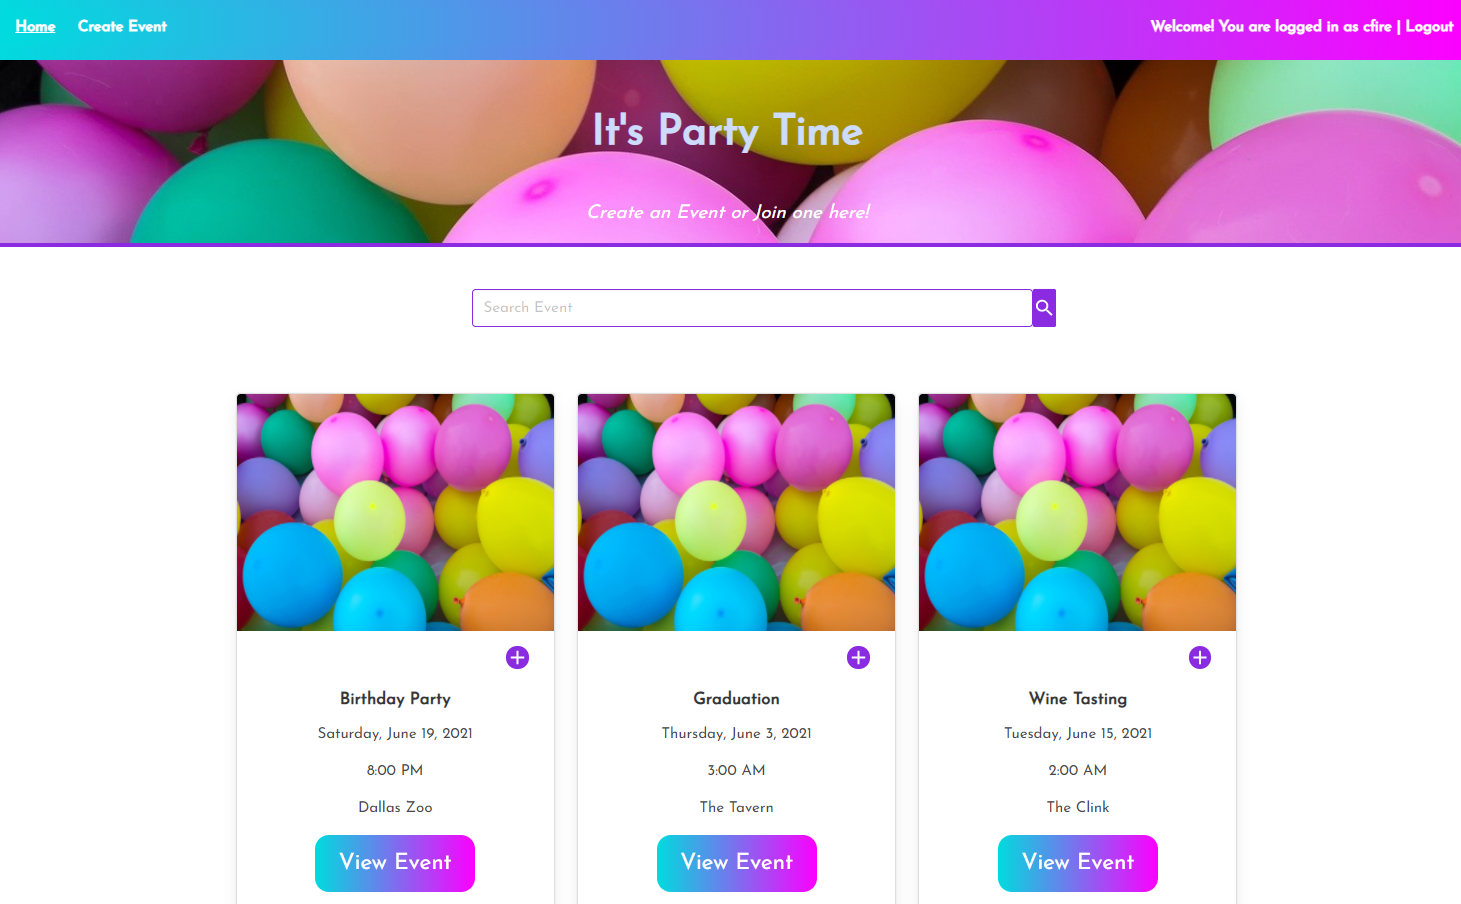 Home Create Event Welcome! You are logged in as cfire | Logout
It's Party Time
Create an Event or Join one here!
Search Event
Birthday Party
Saturday, June 19, 2021
8:00 PM
Dallas Zoo
View Event
Graduation
Thursday, June 3, 2021
3:00 AM
The Tavern
View Event
Wine Tasting
Tuesday, June 15, 2021
2:00 AM
The Clink
View Event